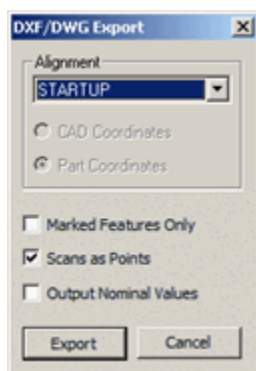 DXF/DWG Export
Alignment
STARTUP
CAD Coordinates
Part Coordinates
Marked Features Only
Scans as Points
Output Nominal Values
Export Cancel